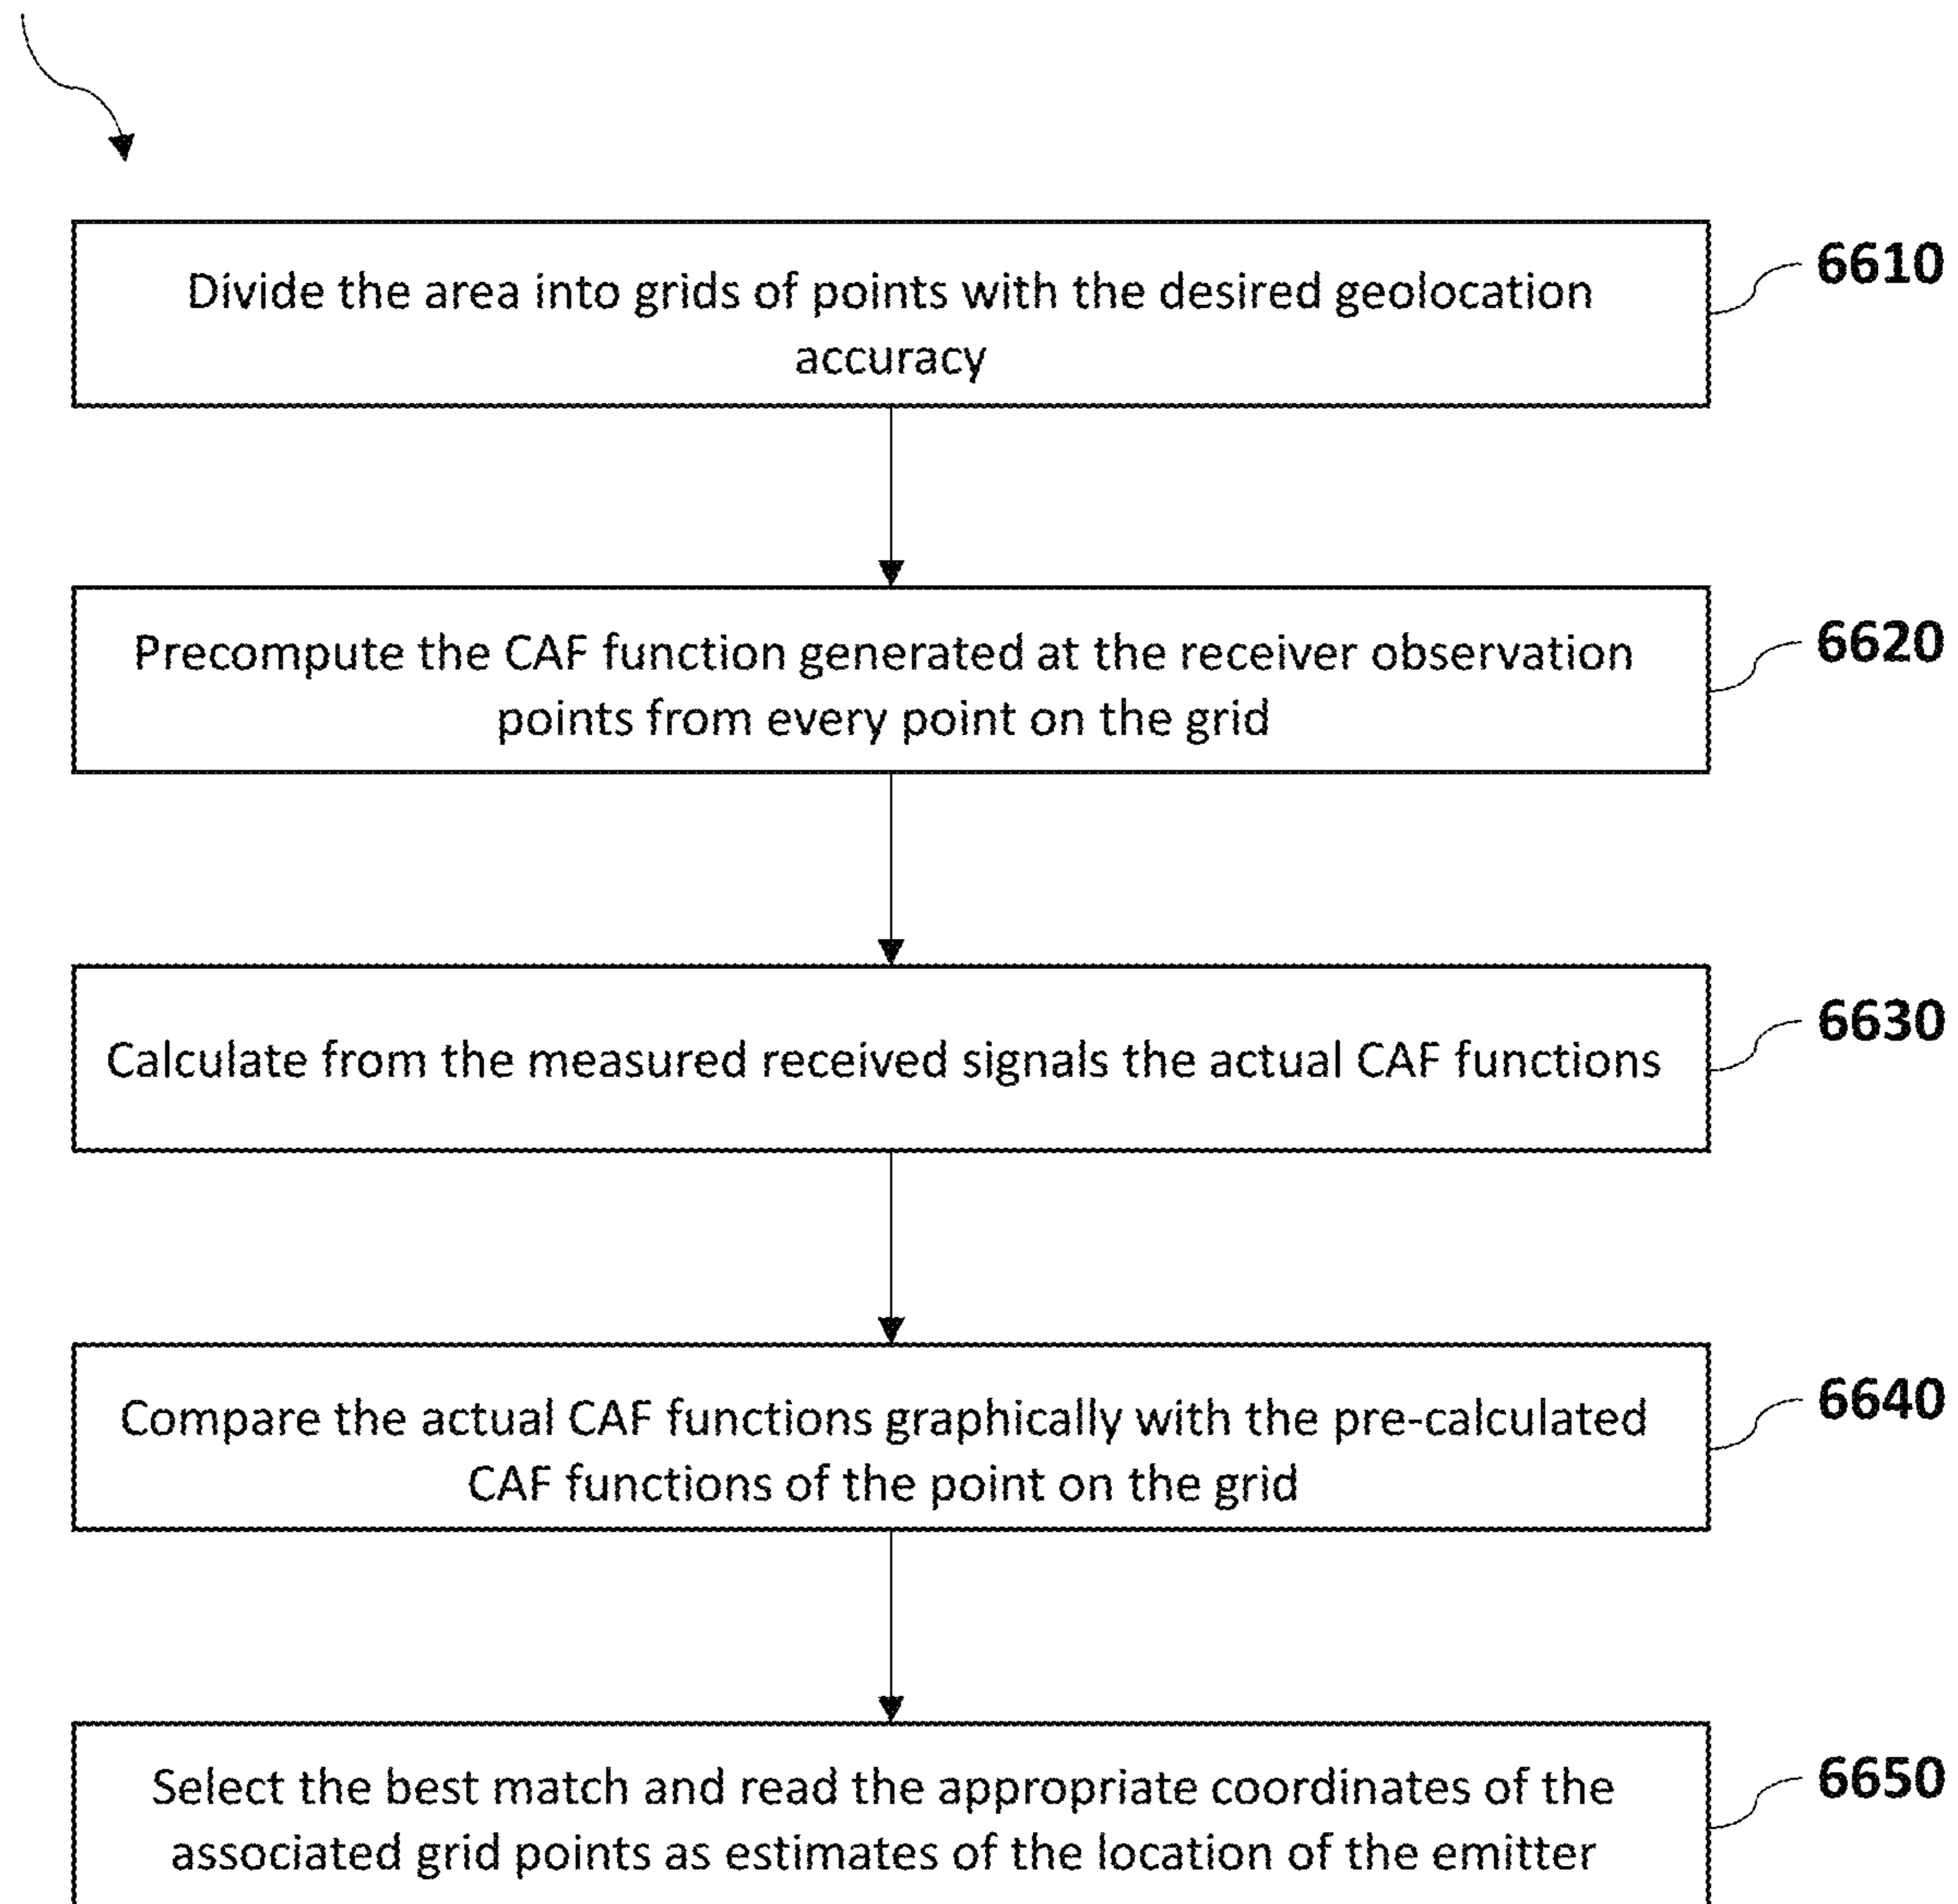 Divide the area into grids of points with the desired geolocation
accuracy
6610
Precompute the CAF function generated at the receiver observation
points from every point on the grid
6620
Calculate from the measured received signals the actual CAF functions
6630
Compare the actual CAF functions graphically with the pre-calculated
CAF functions of the point on the grid
6640
Select the best match and read the appropriate coordinates of the
associated grid points as estimates of the location of the emitter
6650